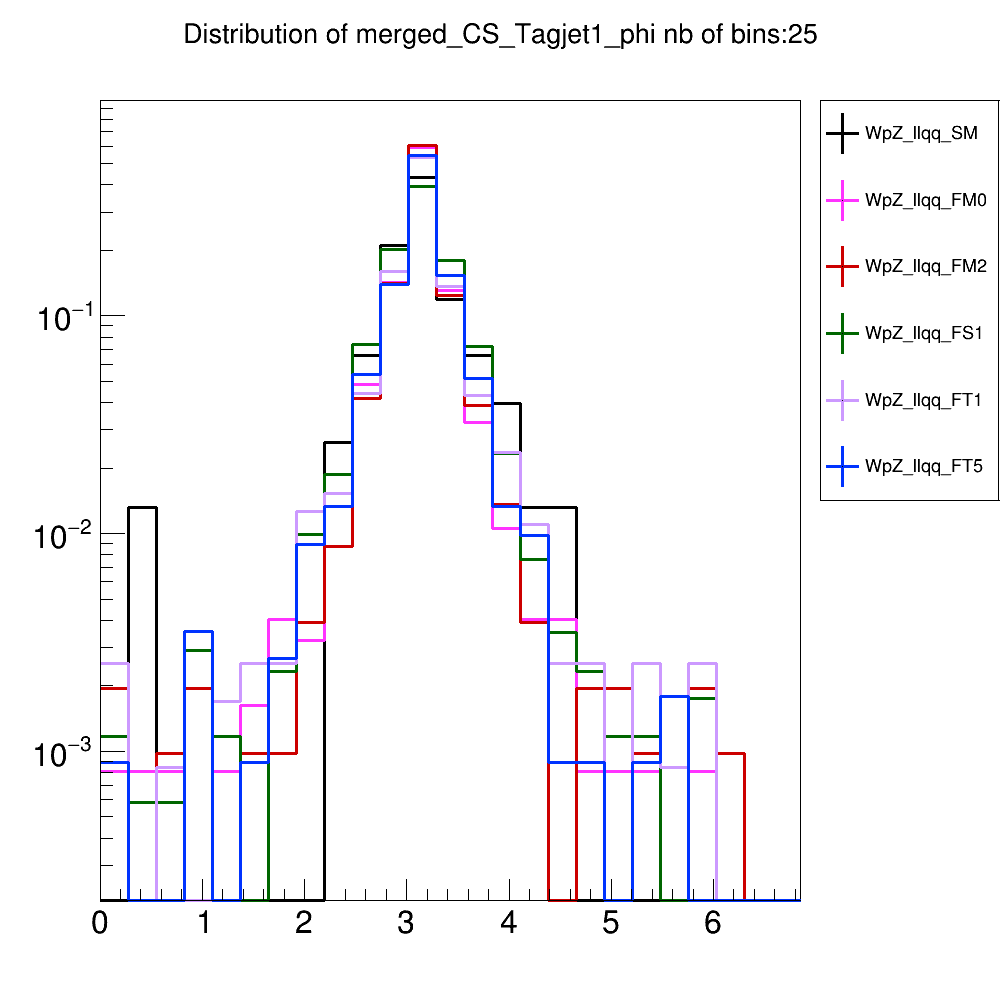 Distribution of merged_CS_Tagjet1_phi nb of bins:25
WpZ_llqq_SM
WpZ_llqq_FM0
WpZ_llqq_FM2
WpZ_llqq_FS1
WpZ_llqq_FT1
WpZ_llqq_FT5
10⁻¹
10⁻²
10⁻³
0 1 2 3 4 5 6